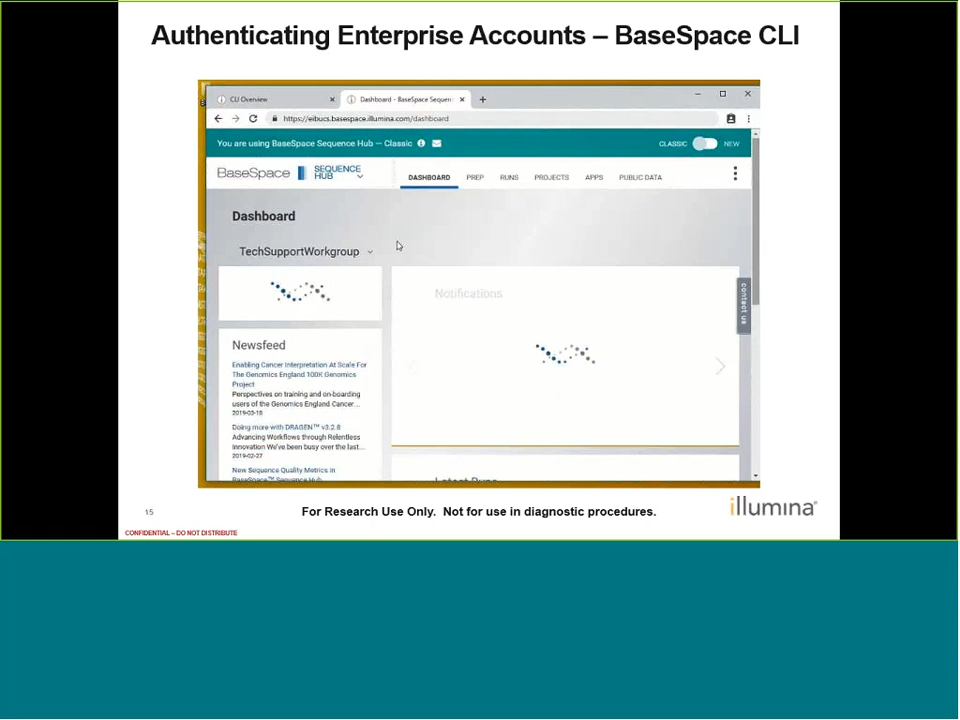 Authenticating Enterprise Accounts – BaseSpace CLI
CLI Overview
Dashboard - BaseSpace Sequen
https://eibucs.basespace.illumina.com/dashboard
You are using BaseSpace Sequence Hub — Classic
CLASSIC NEW
BaseSpace SEQUENCE HUB
DASHBOARD PREP RUNS PROJECTS APPS PUBLIC DATA
Dashboard
TechSupportWorkgroup
Notifications
contact us
Newsfeed
Enabling Cancer Interpretation At Scale For
The Genomics England 100K Genomics
Project
Perspectives on training and on-boarding
users of the Genomics England Cancer...
2019-03-18
Doing more with DRAGEN™ v3.2.8
Advancing Workflows through Relentless
Innovation We've been busy over the last...
2019-02-27
New Sequence Quality Metrics in
BaseSpace™ Sequence Hub
Latest Runs
15
For Research Use Only. Not for use in diagnostic procedures.
illumina®
CONFIDENTIAL – DO NOT DISTRIBUTE